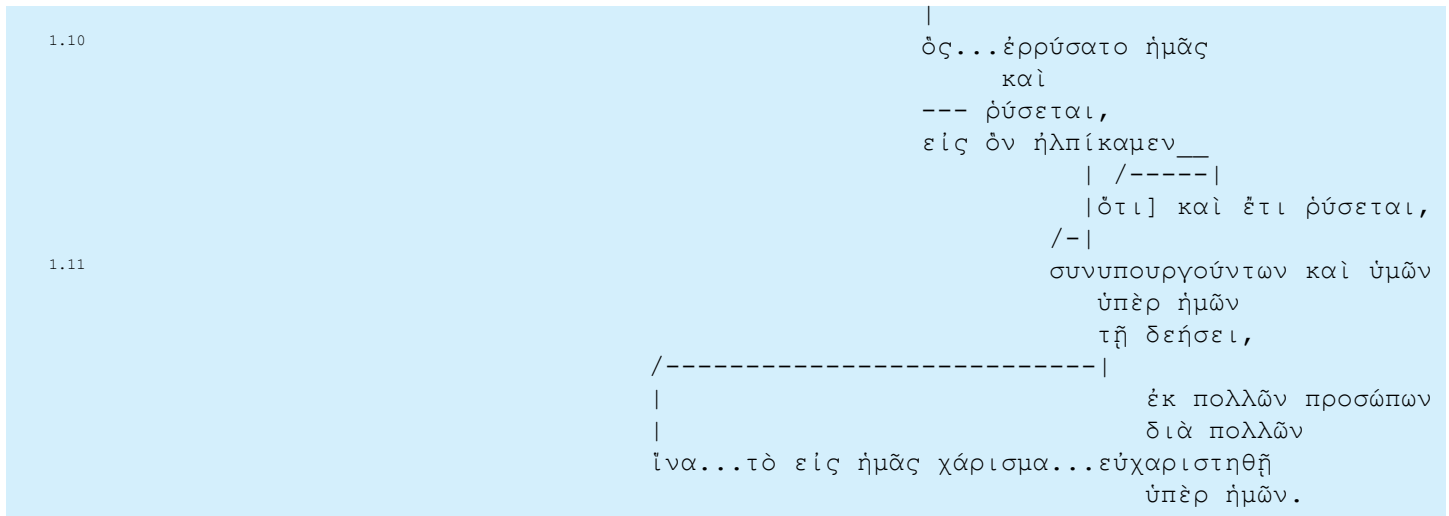 1.10 ὃς...ἐρρύσατο ἡμᾶς
καὶ
--- ῥύσεται,
εἰς ὃν ἠλπίκαμεν__
| /-----|
|ὅτι] καὶ ἔτι ῥύσεται,
/-|
1.11 συνυπουργούντων καὶ ὑμῶν
ὑπὲρ ἡμῶν
τῇ δεήσει,
/---------------------------|
| ἐκ πολλῶν προσώπων
| διὰ πολλῶν
ἵνα...τὸ εἰς ἡμᾶς χάρισμα...εὐχαριστηθῇ
ὑπὲρ ἡμῶν.